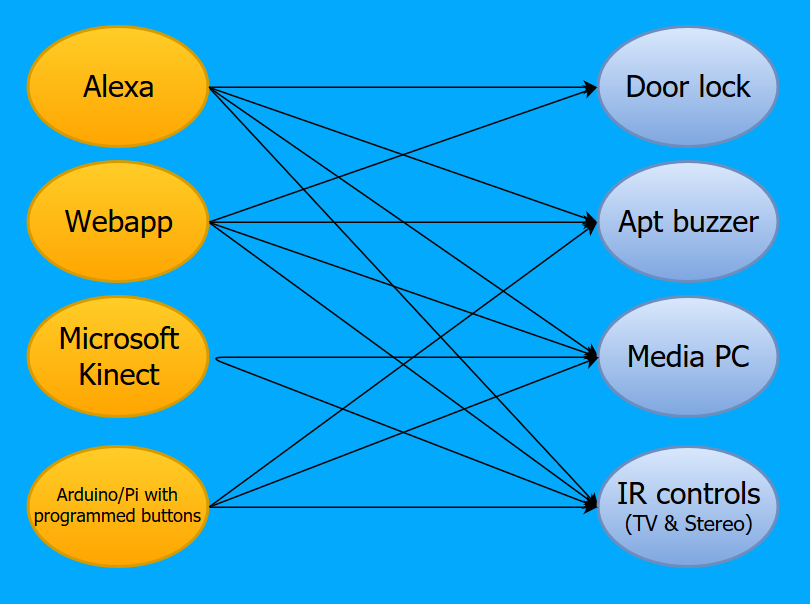 Alexa
Door lock
Webapp
Apt buzzer
Microsoft
Kinect
Media PC
Arduino/Pi with
programmed buttons
IR controls
(TV & Stereo)